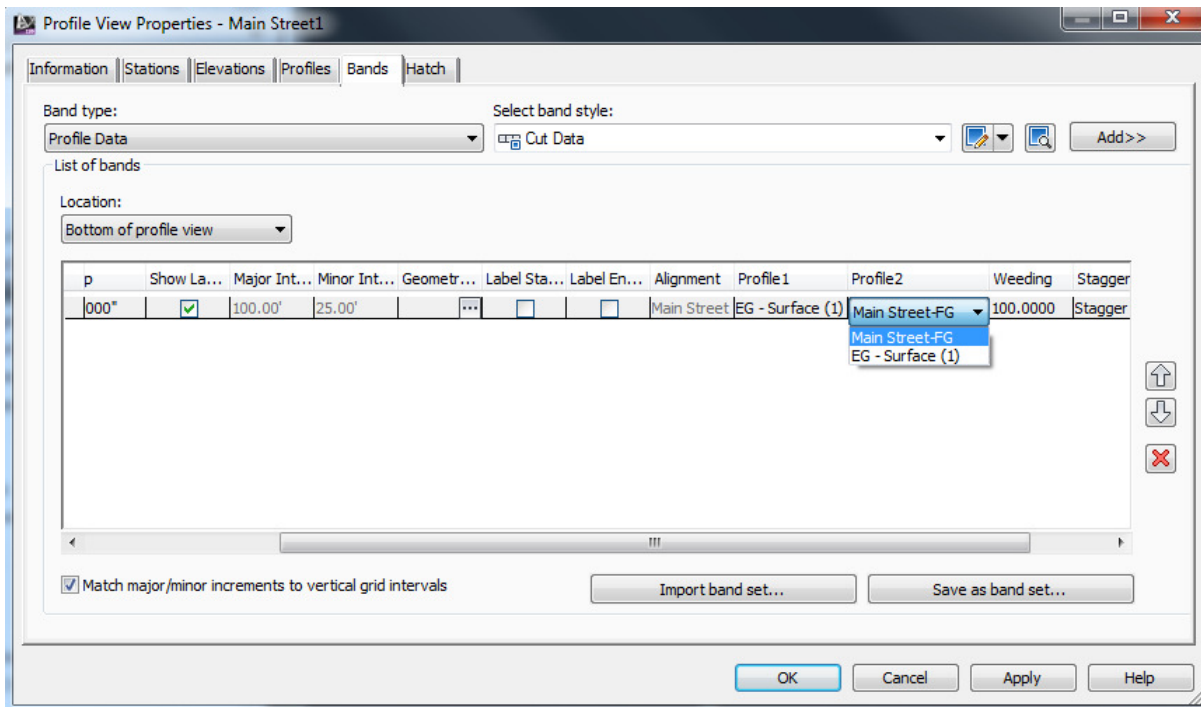 Profile View Properties - Main Street1
Information Stations Elevations Profiles Bands Hatch
Band type: Select band style:
Profile Data Cut Data Add>>
List of bands
Location:
Bottom of profile view
p Show La... Major Int... Minor Int... Geometr... Label Sta... Label En... Alignment Profile1 Profile2 Weeding Stagger
000" 100.00' 25.00' ... Main Street EG - Surface (1) Main Street-FG 100.0000 Stagger
Main Street-FG
EG - Surface (1)
Match major/minor increments to vertical grid intervals Import band set... Save as band set...
OK Cancel Apply Help